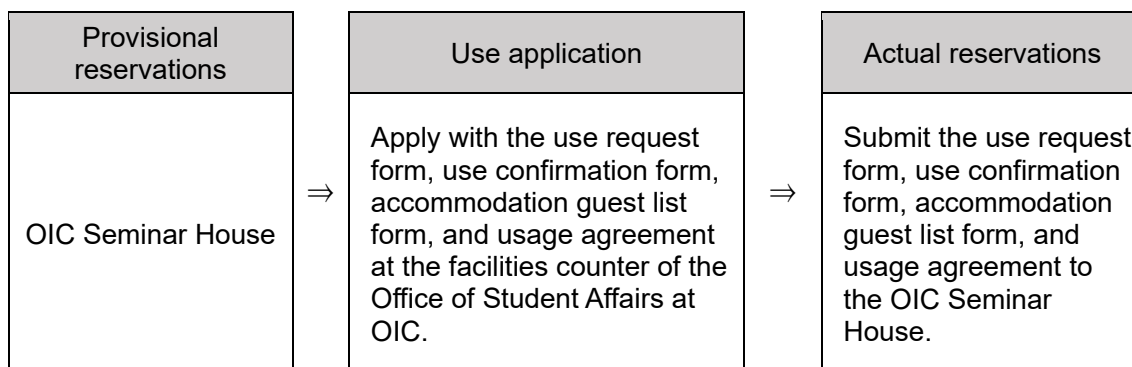 Provisional
reservations
OIC Seminar House
⇒
Use application
Apply with the use request
form, use confirmation form,
accommodation guest list
form, and usage agreement
at the facilities counter of the
Office of Student Affairs at
OIC.
⇒
Actual reservations
Submit the use request
form, use confirmation
form, accommodation
guest list form, and
usage agreement to
the OIC Seminar
House.